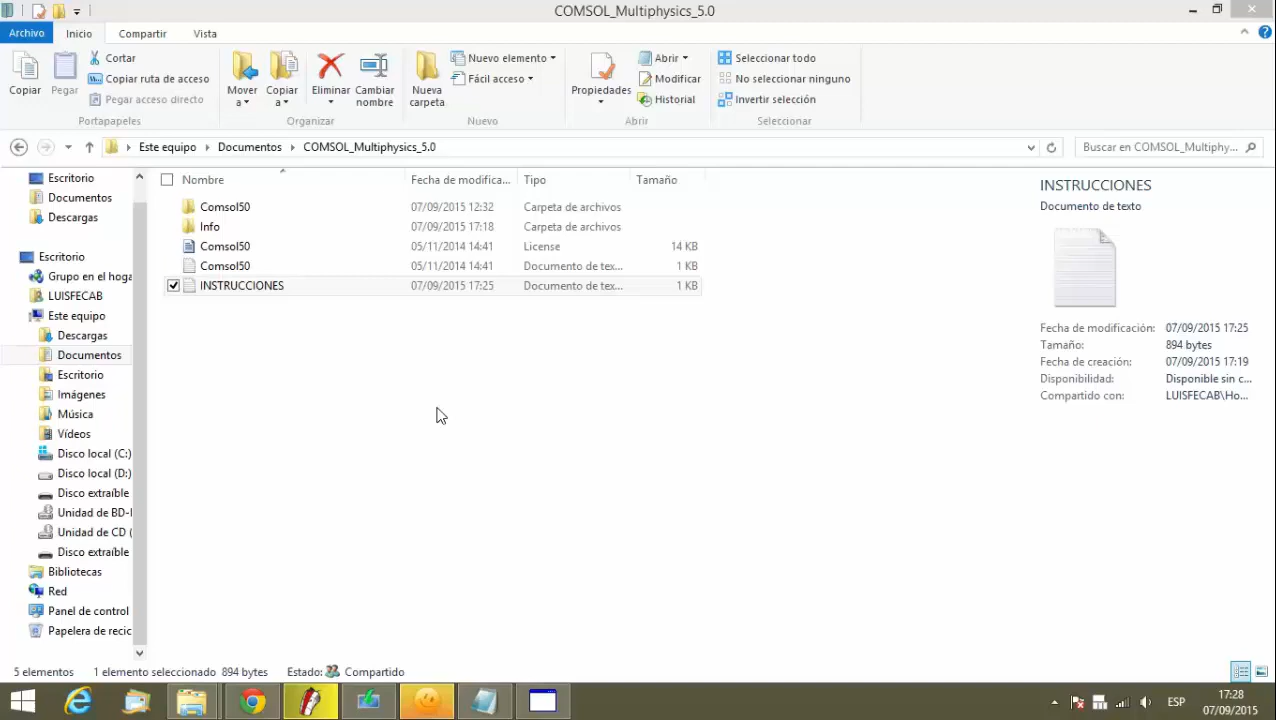 COMSOL_Multiphysics_5.0
Archivo Inicio Compartir Vista
Copiar
Pegar
Cortar
Copiar ruta de acceso
Pegar acceso directo
Portapapeles
Mover a
Copiar a
Eliminar
Cambiar nombre
Organizar
Nueva carpeta
Nuevo elemento
Fácil acceso
Nuevo
Propiedades
Abrir
Modificar
Historial
Abrir
Seleccionar todo
No seleccionar ninguno
Invertir selección
Seleccionar
Este equipo Documentos COMSOL_Multiphysics_5.0
Buscar en COMSOL_Multiphy...
Escritorio
Documentos
Descargas
Escritorio
Grupo en el hoga
LUISFECAB
Este equipo
Descargas
Documentos
Escritorio
Imágenes
Música
Vídeos
Disco local (C:)
Disco local (D:)
Disco extraíble
Unidad de BD-
Unidad de CD (
Disco extraíble
Bibliotecas
Red
Panel de control
Papelera de recic
Nombre Fecha de modifica... Tipo Tamaño
Comsol50 07/09/2015 12:32 Carpeta de archivos
Info 07/09/2015 17:18 Carpeta de archivos
Comsol50 05/11/2014 14:41 License 14 KB
Comsol50 05/11/2014 14:41 Documento de tex... 1 KB
INSTRUCCIONES 07/09/2015 17:25 Documento de tex... 1 KB
INSTRUCCIONES
Documento de texto
Fecha de modificación: 07/09/2015 17:25
Tamaño: 894 bytes
Fecha de creación: 07/09/2015 17:19
Disponibilidad: Disponible sin c...
Compartido con: LUISFECAB\Ho...
5 elementos 1 elemento seleccionado 894 bytes Estado: Compartido
ESP
17:28
07/09/2015